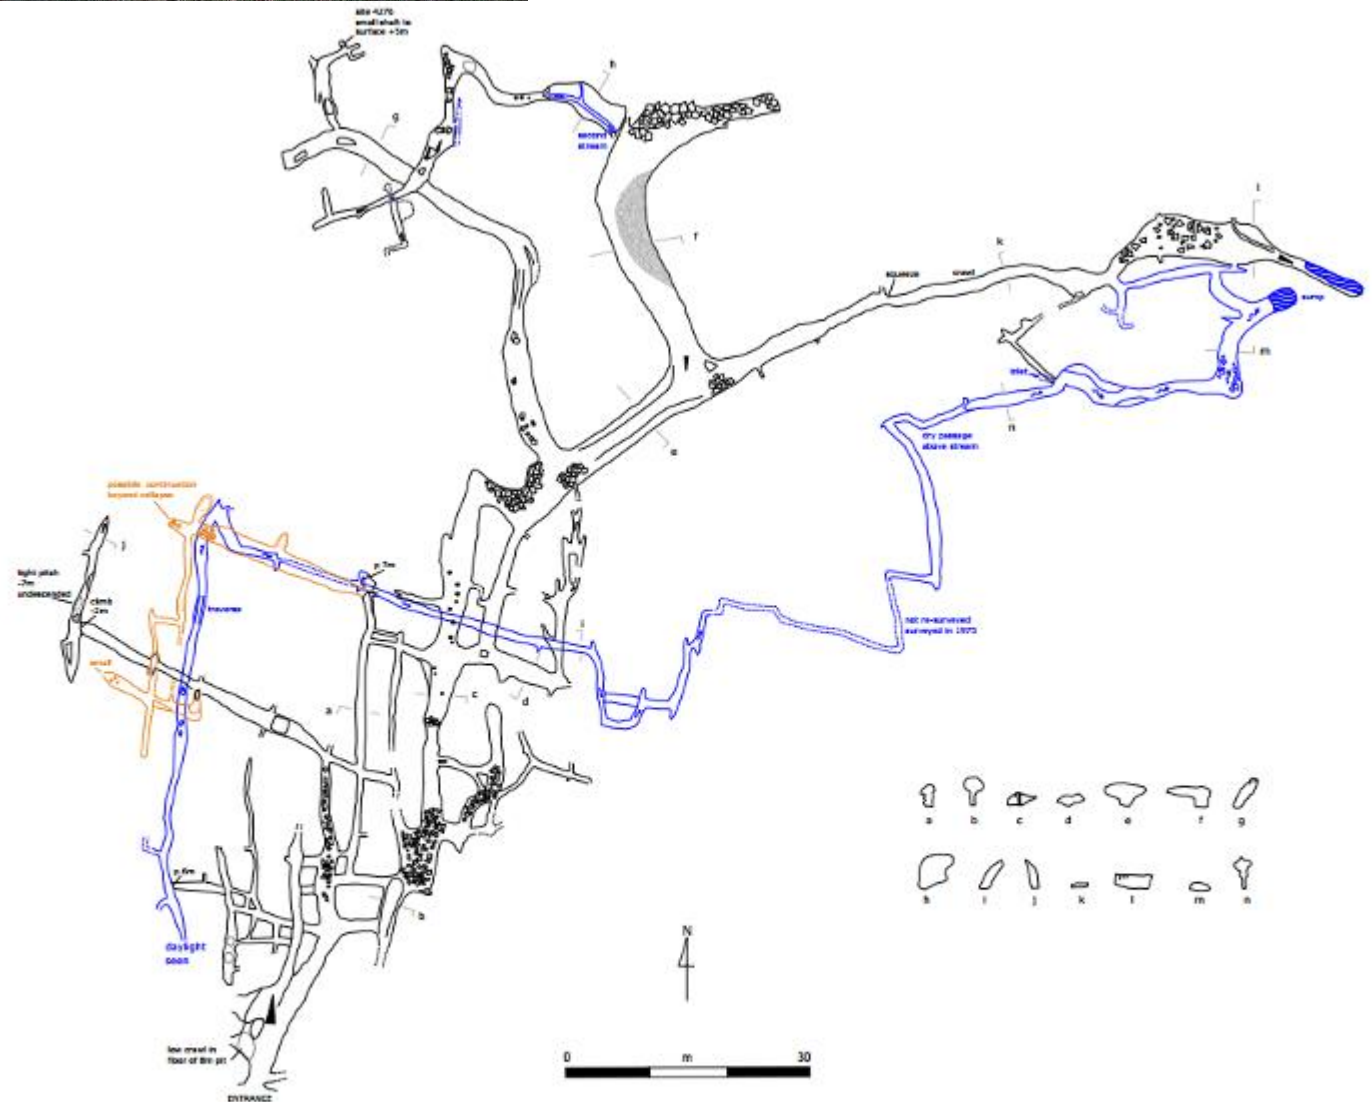 site 4276
small shaft to
surface +5m
h
g
second
stream
f
l
k
squeeze
crawl
sump
m
inlet
n
dry passage
above stream
e
possible continuation
beyond collapse
j
tight pitch
-7m
undescended
climb
-2m
p 7m
traverse
i
not re-surveyed
surveyed in 1975
small
a
c
d
p 6m
b
daylight
seen
N
low crawl in
floor of 8m pit
ENTRANCE
0 m 30
a b c d e f g
h i j k l m n